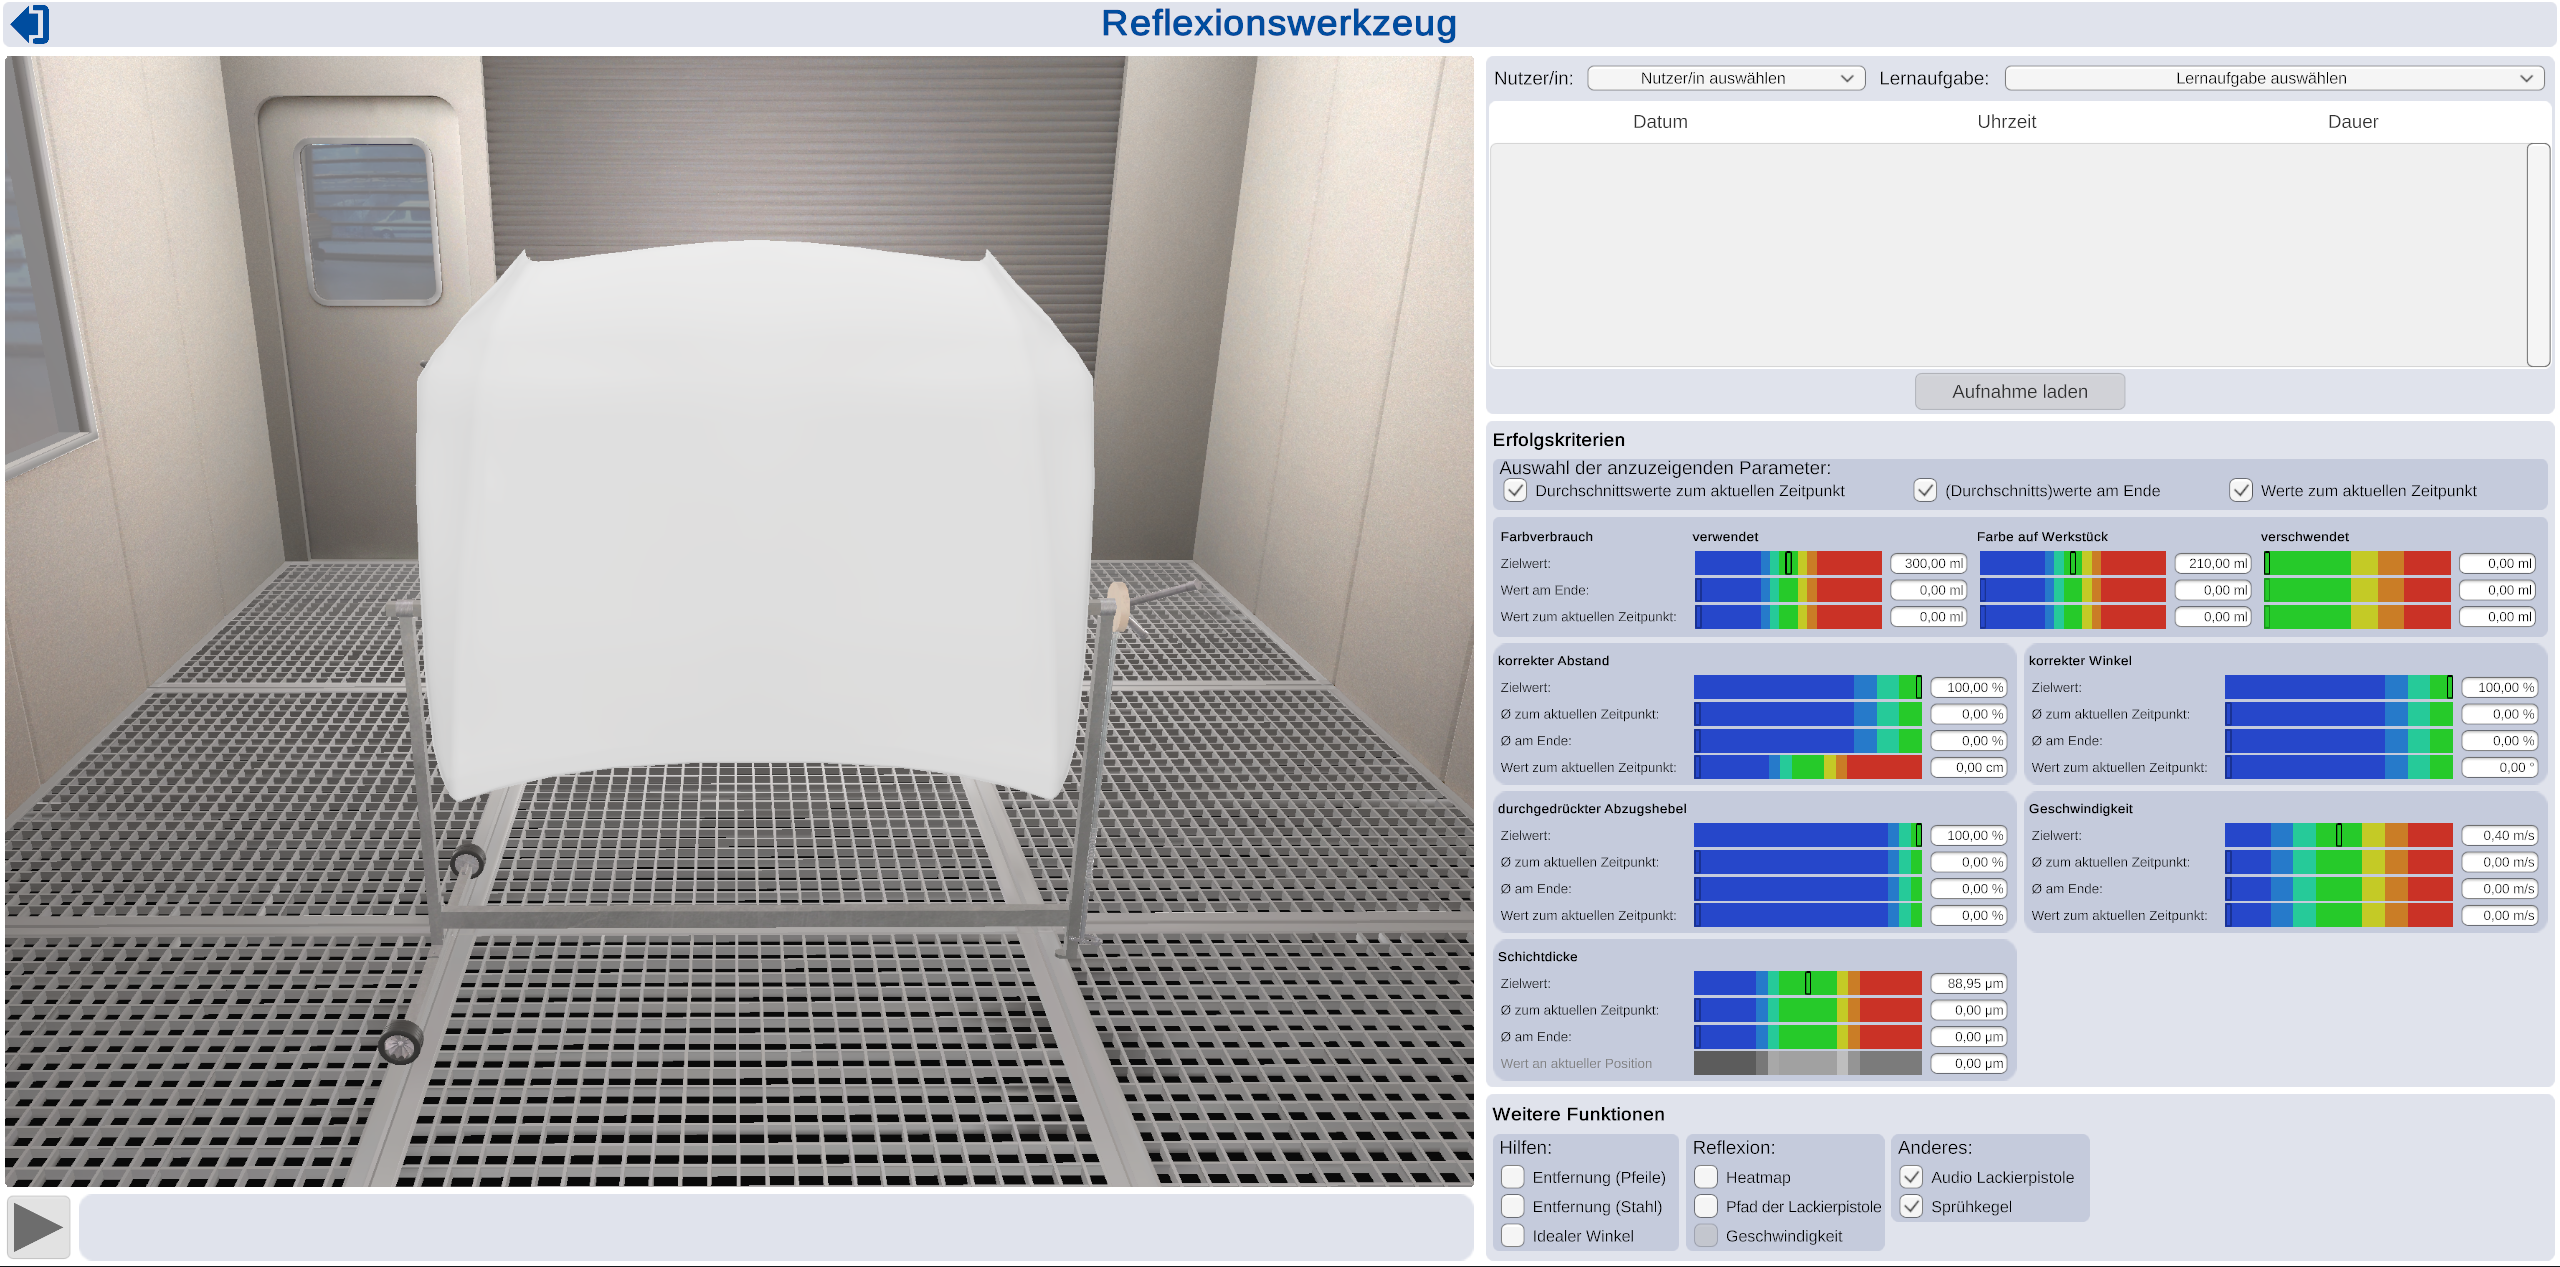 Reflexionswerkzeug
Nutzer/in: Nutzer/in auswählen Lernaufgabe: Lernaufgabe auswählen
Datum Uhrzeit Dauer
Aufnahme laden
Erfolgskriterien
Auswahl der anzuzeigenden Parameter:
Durchschnittswerte zum aktuellen Zeitpunkt (Durchschnitts)werte am Ende Werte zum aktuellen Zeitpunkt
Farbverbrauch verwendet Farbe auf Werkstück verschwendet
Zielwert: 300,00 ml 210,00 ml 0,00 ml
Wert am Ende: 0,00 ml 0,00 ml 0,00 ml
Wert zum aktuellen Zeitpunkt: 0,00 ml 0,00 ml 0,00 ml
korrekter Abstand
Zielwert: 100,00 %
Ø zum aktuellen Zeitpunkt: 0,00 %
Ø am Ende: 0,00 %
Wert zum aktuellen Zeitpunkt: 0,00 cm
korrekter Winkel
Zielwert: 100,00 %
Ø zum aktuellen Zeitpunkt: 0,00 %
Ø am Ende: 0,00 %
Wert zum aktuellen Zeitpunkt: 0,00 °
durchgedrückter Abzugshebel
Zielwert: 100,00 %
Ø zum aktuellen Zeitpunkt: 0,00 %
Ø am Ende: 0,00 %
Wert zum aktuellen Zeitpunkt: 0,00 %
Geschwindigkeit
Zielwert: 0,40 m/s
Ø zum aktuellen Zeitpunkt: 0,00 m/s
Ø am Ende: 0,00 m/s
Wert zum aktuellen Zeitpunkt: 0,00 m/s
Schichtdicke
Zielwert: 88,95 µm
Ø zum aktuellen Zeitpunkt: 0,00 µm
Ø am Ende: 0,00 µm
Wert an aktueller Position 0,00 µm
Weitere Funktionen
Hilfen:
Entfernung (Pfeile)
Entfernung (Stahl)
Idealer Winkel
Reflexion:
Heatmap
Pfad der Lackierpistole
Geschwindigkeit
Anderes:
Audio Lackierpistole
Sprühkegel